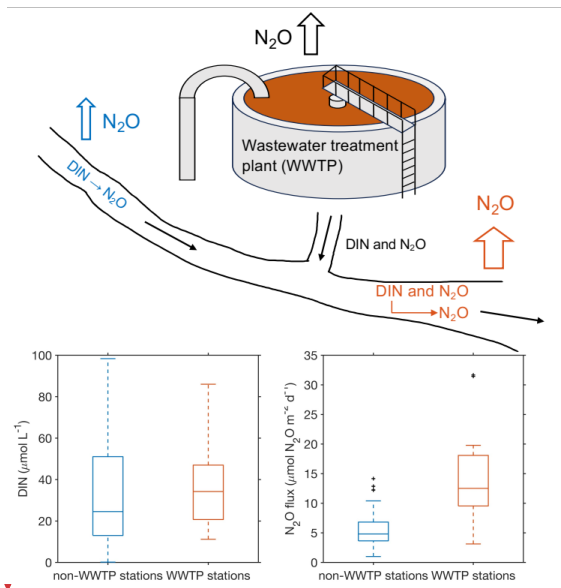 N₂O
N₂O
Wastewater treatment
plant (WWTP)
DIN → N₂O
N₂O
DIN and N₂O
DIN and N₂O
N₂O
100
80
60
40
20
0
DIN (μmol L⁻¹)
non-WWTP stations WWTP stations
35
30
25
20
15
10
5
0
N₂O flux (μmol N₂O m⁻² d⁻¹)
non-WWTP stations WWTP stations